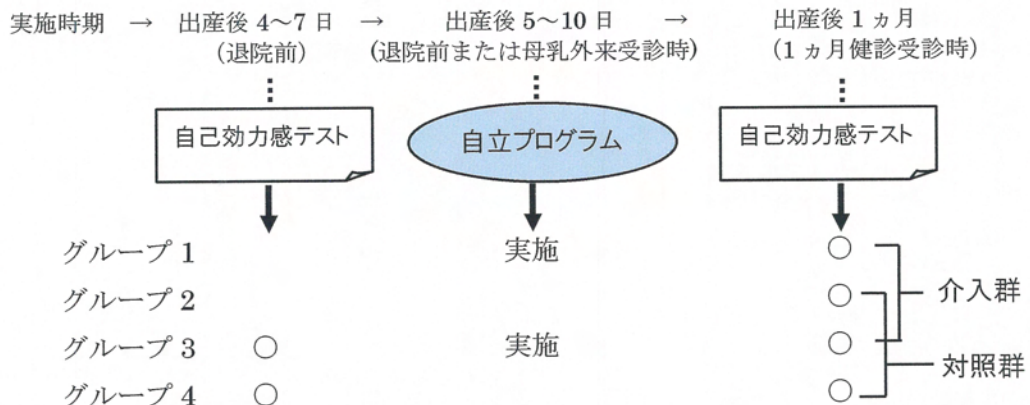 実施時期 → 出産後 4～7 日 → 出産後 5～10 日 → 出産後 1 ヵ月
(退院前) (退院前または母乳外来受診時) (1 ヵ月健診受診時)
自己効力感テスト 自立プログラム 自己効力感テスト
グループ 1 実施 ○
グループ 2 ○
介入群
グループ 3 ○ 実施 ○
対照群
グループ 4 ○ ○